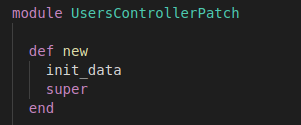 module UsersControllerPatch
def new
init_data
super
end